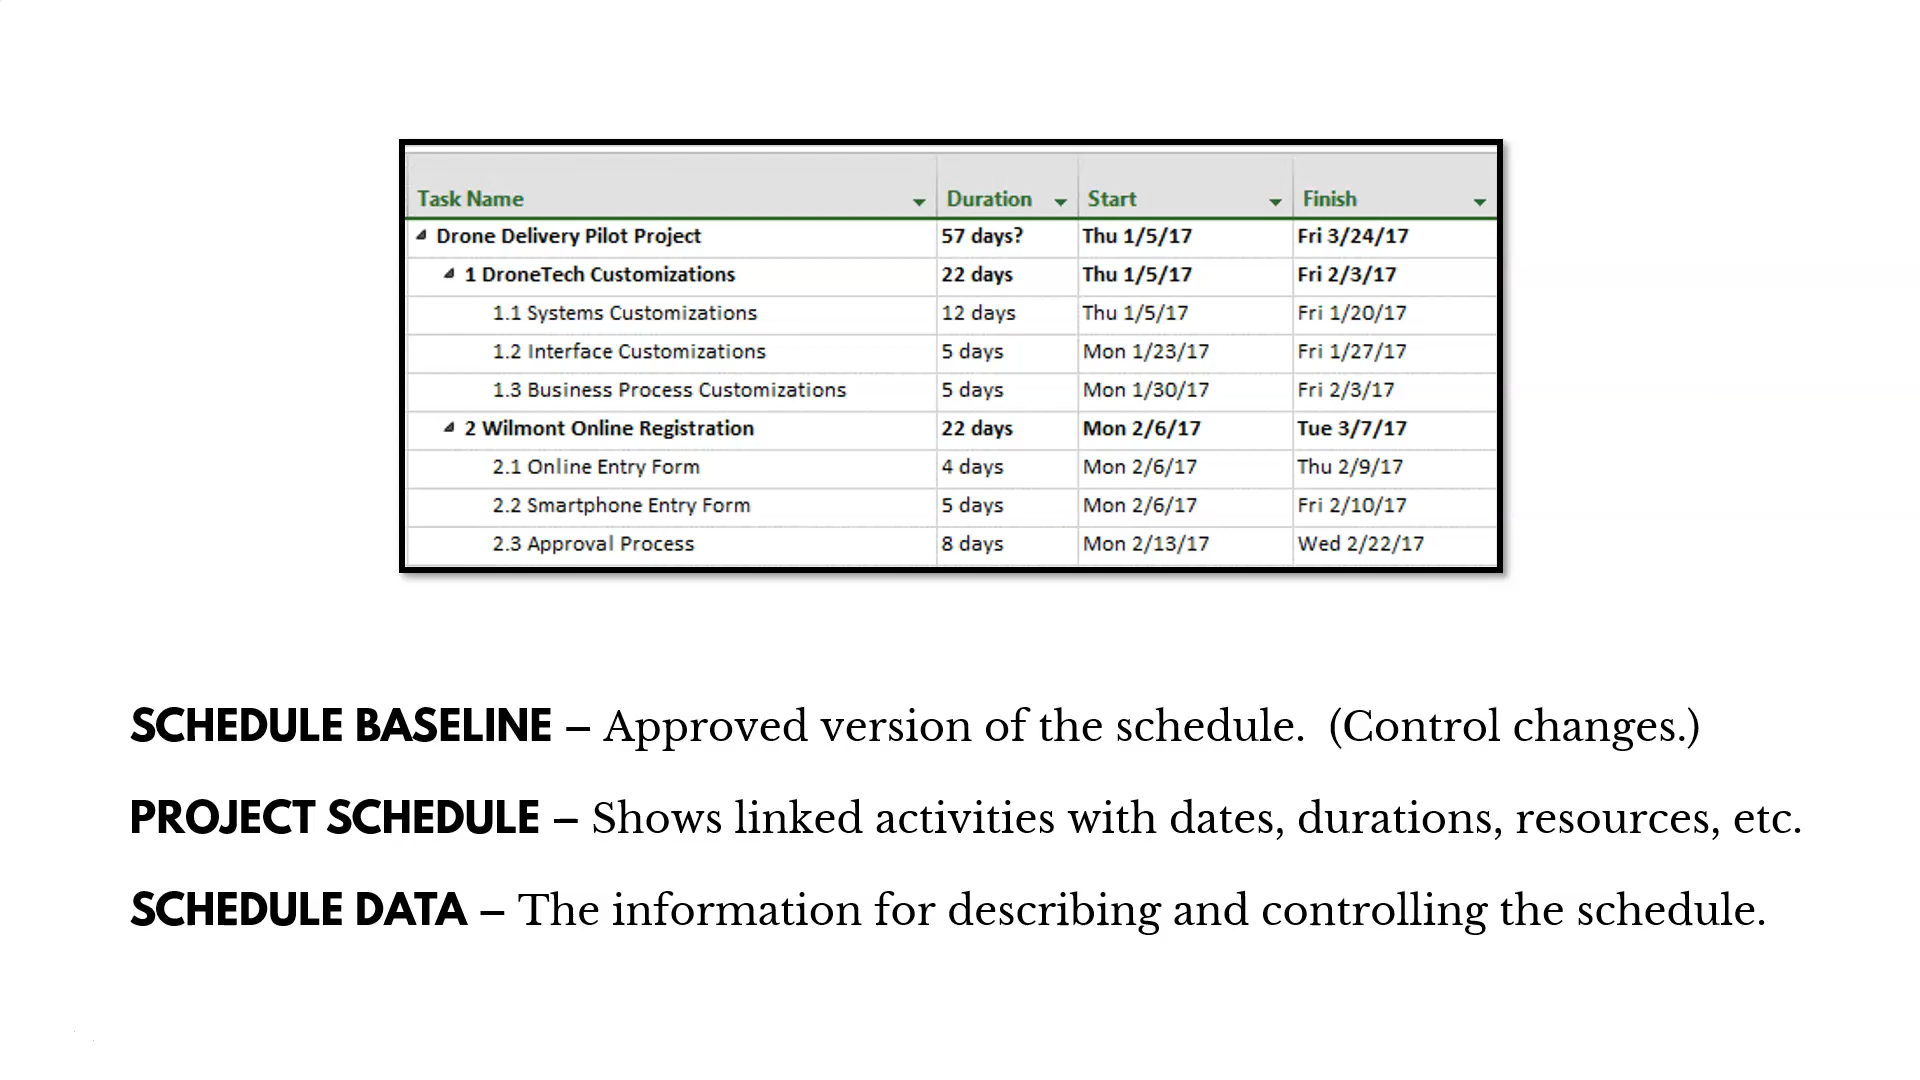 Task Name Duration Start Finish
Drone Delivery Pilot Project 57 days? Thu 1/5/17 Fri 3/24/17
1 DroneTech Customizations 22 days Thu 1/5/17 Fri 2/3/17
1.1 Systems Customizations 12 days Thu 1/5/17 Fri 1/20/17
1.2 Interface Customizations 5 days Mon 1/23/17 Fri 1/27/17
1.3 Business Process Customizations 5 days Mon 1/30/17 Fri 2/3/17
2 Wilmont Online Registration 22 days Mon 2/6/17 Tue 3/7/17
2.1 Online Entry Form 4 days Mon 2/6/17 Thu 2/9/17
2.2 Smartphone Entry Form 5 days Mon 2/6/17 Fri 2/10/17
2.3 Approval Process 8 days Mon 2/13/17 Wed 2/22/17
SCHEDULE BASELINE – Approved version of the schedule. (Control changes.)
PROJECT SCHEDULE – Shows linked activities with dates, durations, resources, etc.
SCHEDULE DATA – The information for describing and controlling the schedule.